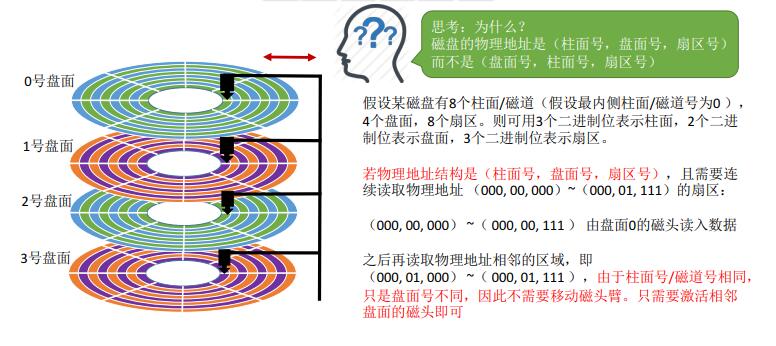 思考：为什么？
磁盘的物理地址是（柱面号，盘面号，扇区号）
而不是（盘面号，柱面号，扇区号）
???
0号盘面
1号盘面
2号盘面
3号盘面
假设某磁盘有8个柱面/磁道（假设最内侧柱面/磁道号为0），
4个盘面，8个扇区。则可用3个二进制位表示柱面，2个二进
制位表示盘面，3个二进制位表示扇区。
若物理地址结构是（柱面号，盘面号，扇区号），且需要连
续读取物理地址（000, 00, 000）~（000, 01, 111）的扇区：
（000, 00, 000）~（000, 00, 111）由盘面0的磁头读入数据
之后再读取物理地址相邻的区域，即
（000, 01, 000）~（000, 01, 111），由于柱面号/磁道号相同，
只是盘面号不同，因此不需要移动磁头臂。只需要激活相邻
盘面的磁头即可